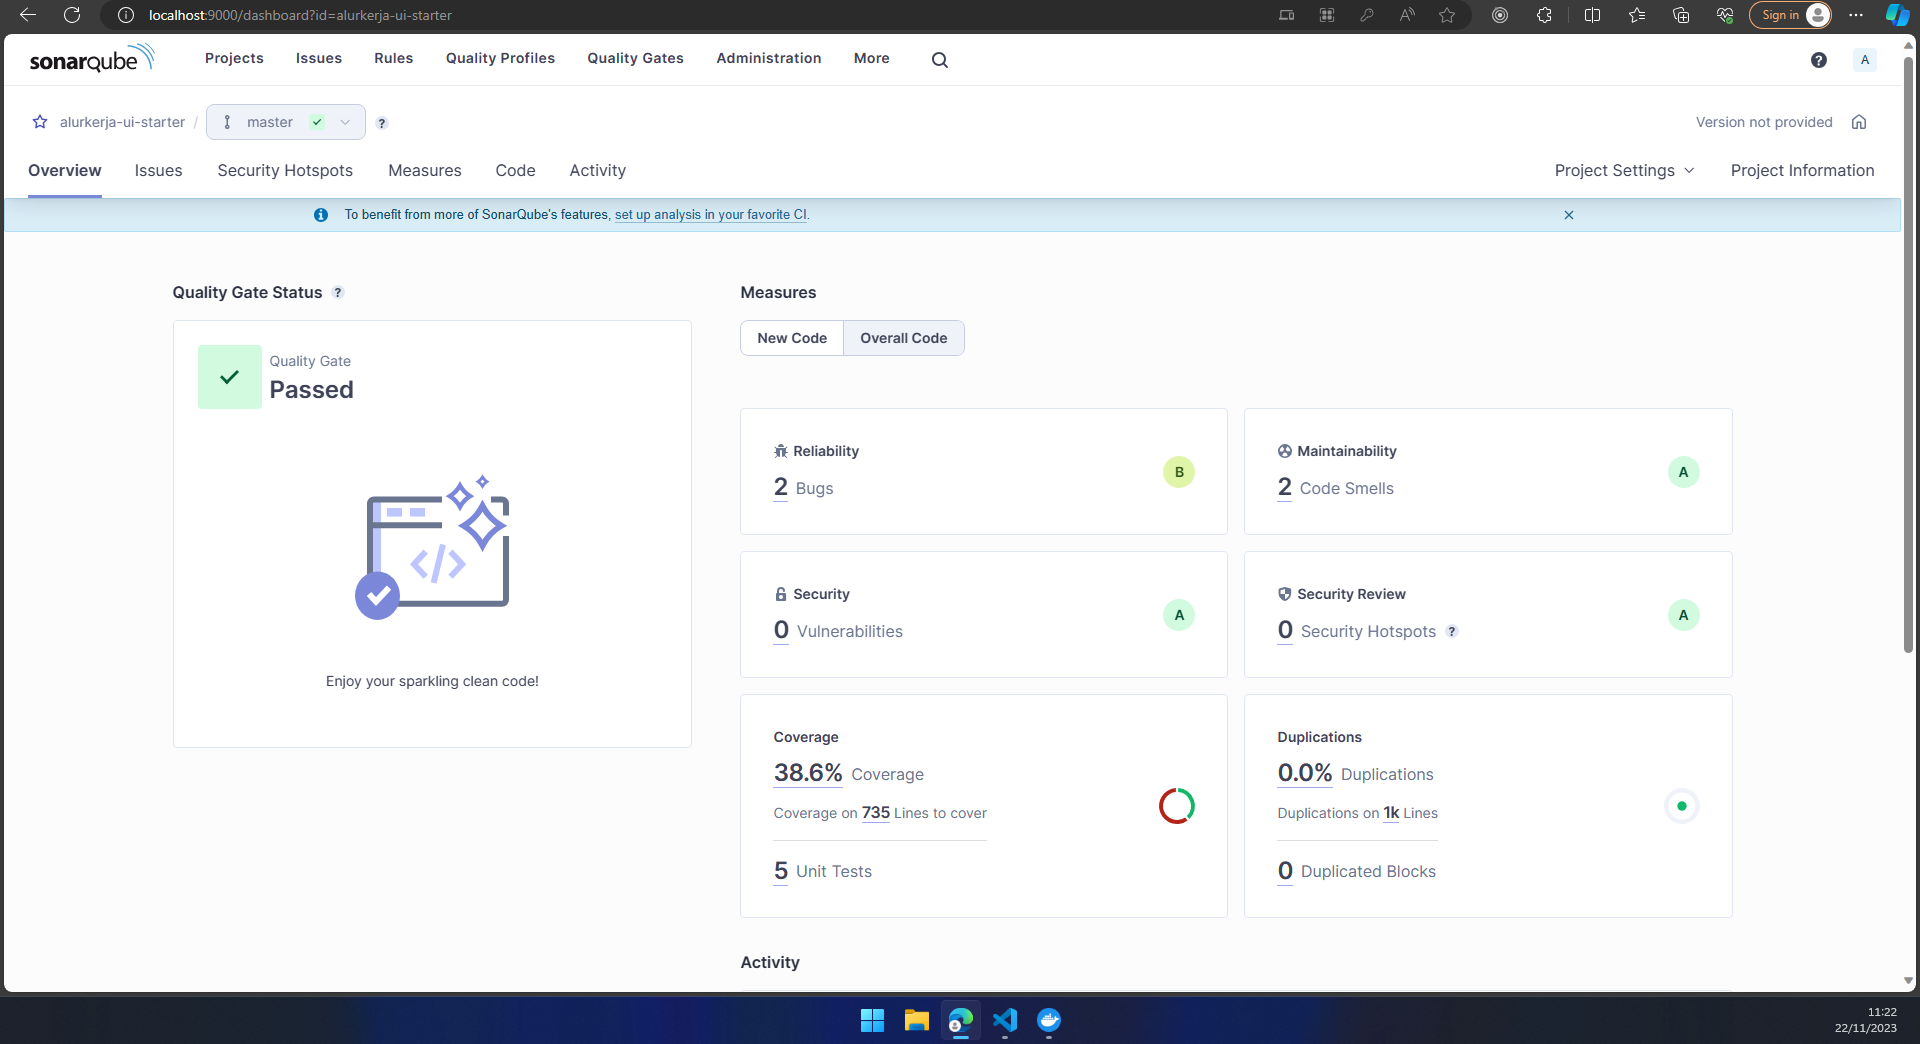 localhost:9000/dashboard?id=alurkerja-ui-starter
Sign in
sonarqube
Projects Issues Rules Quality Profiles Quality Gates Administration More
?
A
alurkerja-ui-starter / master ?
Version not provided
Overview Issues Security Hotspots Measures Code Activity
Project Settings Project Information
To benefit from more of SonarQube's features, set up analysis in your favorite CI.
Quality Gate Status ?
Quality Gate
Passed
Enjoy your sparkling clean code!
Measures
New Code Overall Code
Reliability
2 Bugs
B
Maintainability
2 Code Smells
A
Security
0 Vulnerabilities
A
Security Review
0 Security Hotspots ?
A
Coverage
38.6% Coverage
Coverage on 735 Lines to cover
5 Unit Tests
Duplications
0.0% Duplications
Duplications on 1k Lines
0 Duplicated Blocks
Activity
11:22
22/11/2023